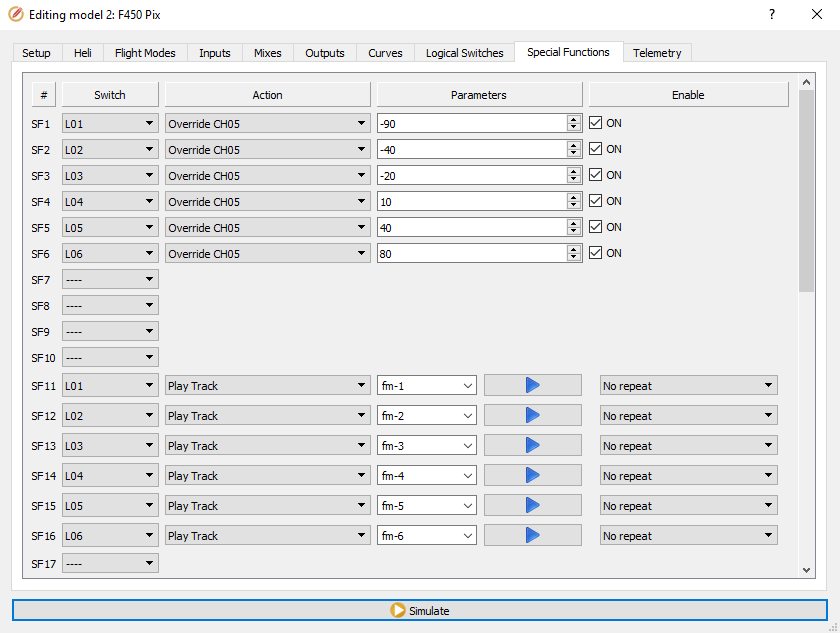 Editing model 2: F450 Pix ?
Setup Heli Flight Modes Inputs Mixes Outputs Curves Logical Switches Special Functions Telemetry
# Switch Action Parameters Enable
SF1 L01 Override CH05 -90 ON
SF2 L02 Override CH05 -40 ON
SF3 L03 Override CH05 -20 ON
SF4 L04 Override CH05 10 ON
SF5 L05 Override CH05 40 ON
SF6 L06 Override CH05 80 ON
SF7 ----
SF8 ----
SF9 ----
SF10 ----
SF11 L01 Play Track fm-1 No repeat
SF12 L02 Play Track fm-2 No repeat
SF13 L03 Play Track fm-3 No repeat
SF14 L04 Play Track fm-4 No repeat
SF15 L05 Play Track fm-5 No repeat
SF16 L06 Play Track fm-6 No repeat
SF17 ----
Simulate